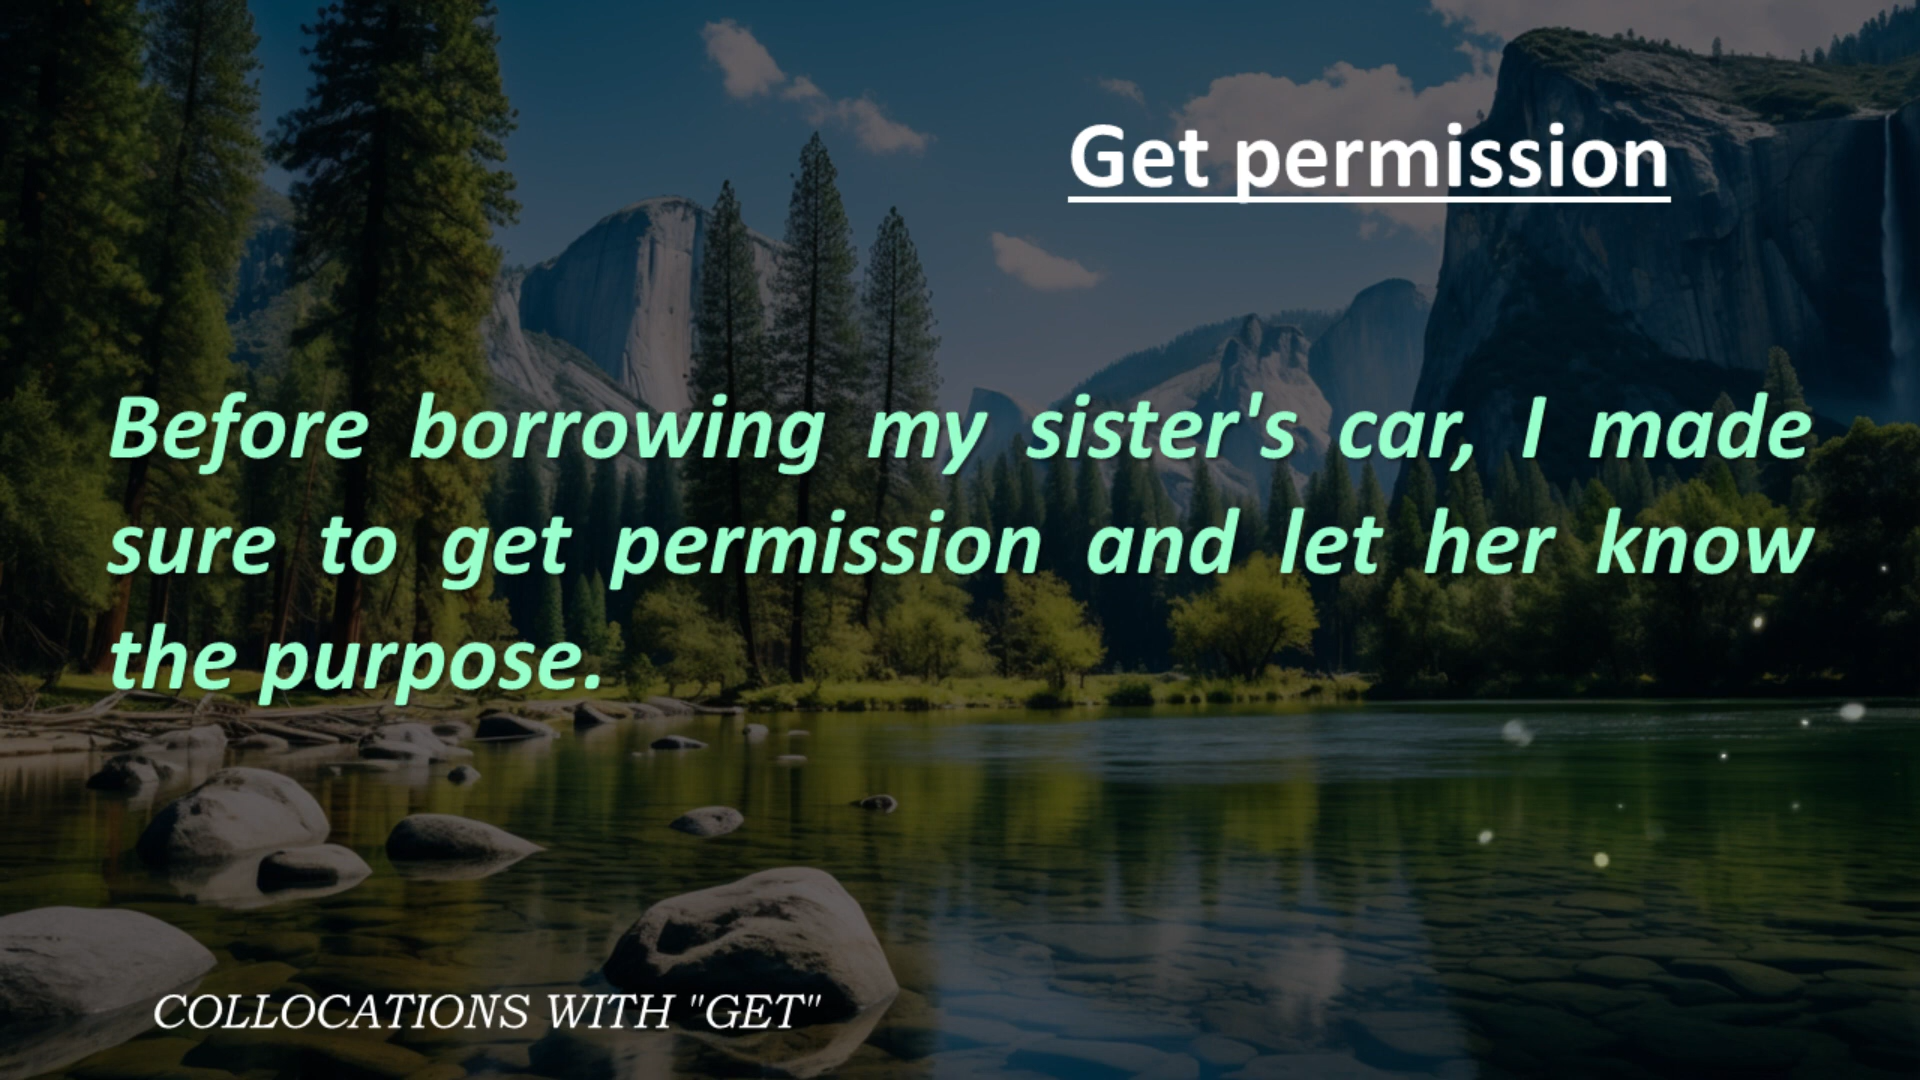 Get permission
Before borrowing my sister's car, I made
sure to get permission and let her know
the purpose.
COLLOCATIONS WITH "GET"